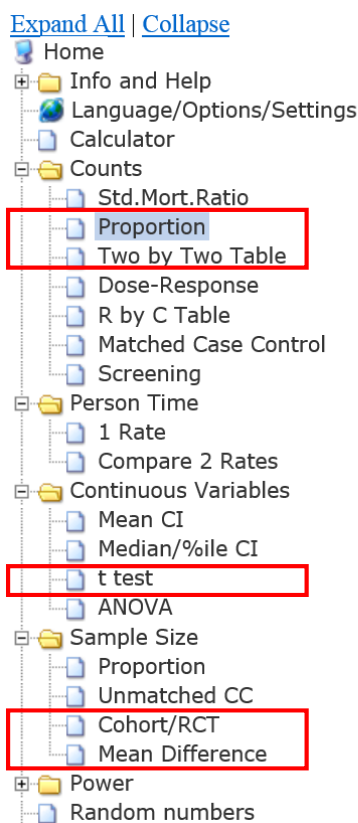 Expand All | Collapse
Home
Info and Help
Language/Options/Settings
Calculator
Counts
Std.Mort.Ratio
Proportion
Two by Two Table
Dose-Response
R by C Table
Matched Case Control
Screening
Person Time
1 Rate
Compare 2 Rates
Continuous Variables
Mean CI
Median/%ile CI
t test
ANOVA
Sample Size
Proportion
Unmatched CC
Cohort/RCT
Mean Difference
Power
Random numbers